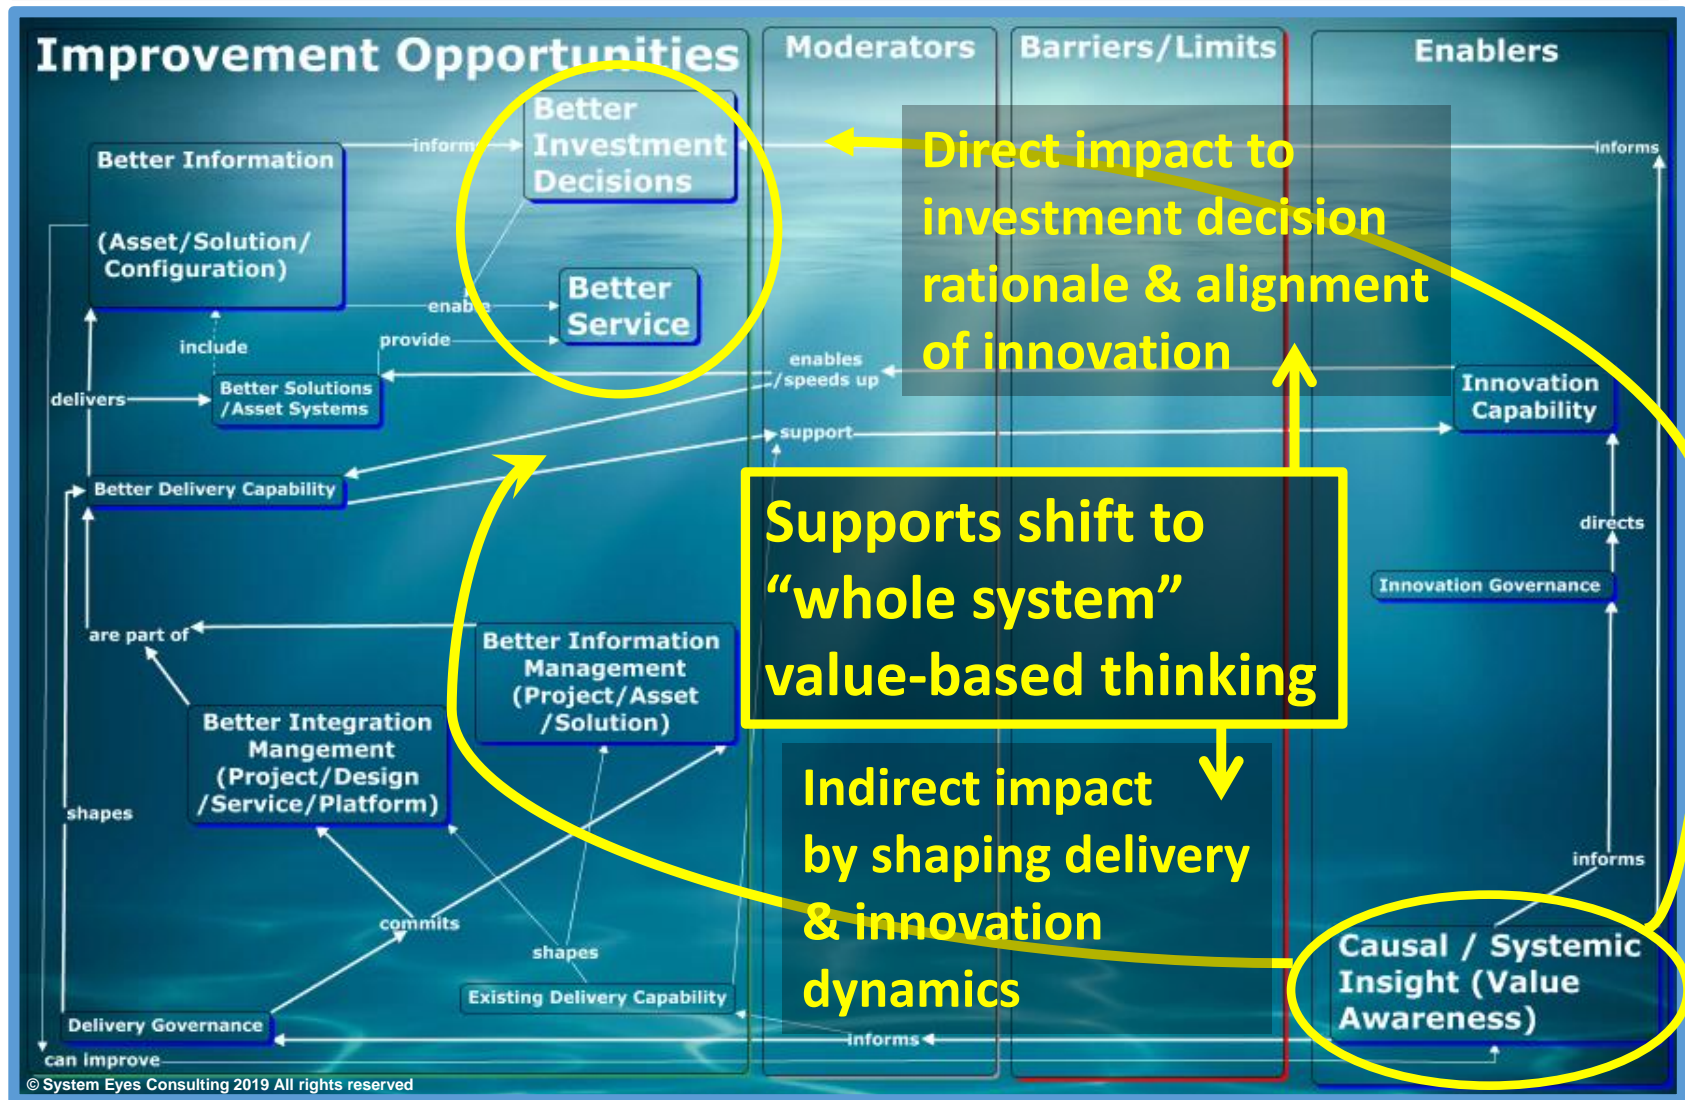 Improvement Opportunities
Moderators
Barriers/Limits
Enablers
Better
Investment
Decisions
Better Information
(Asset/Solution/
Configuration)
informs
informs
Direct impact to
investment decision
rationale & alignment
of innovation
Better
Service
enable
provide
include
delivers
Better Solutions
/Asset Systems
enables
/speeds up
Innovation
Capability
support
Better Delivery Capability
Supports shift to
“whole system”
value-based thinking
directs
Innovation Governance
are part of
Better Information
Management
(Project/Asset
/Solution)
Better Integration
Mangement
(Project/Design
/Service/Platform)
shapes
Indirect impact
by shaping delivery
& innovation
dynamics
informs
commits
shapes
Causal / Systemic
Insight (Value
Awareness)
Existing Delivery Capability
Delivery Governance
informs
can improve
© System Eyes Consulting 2019 All rights reserved